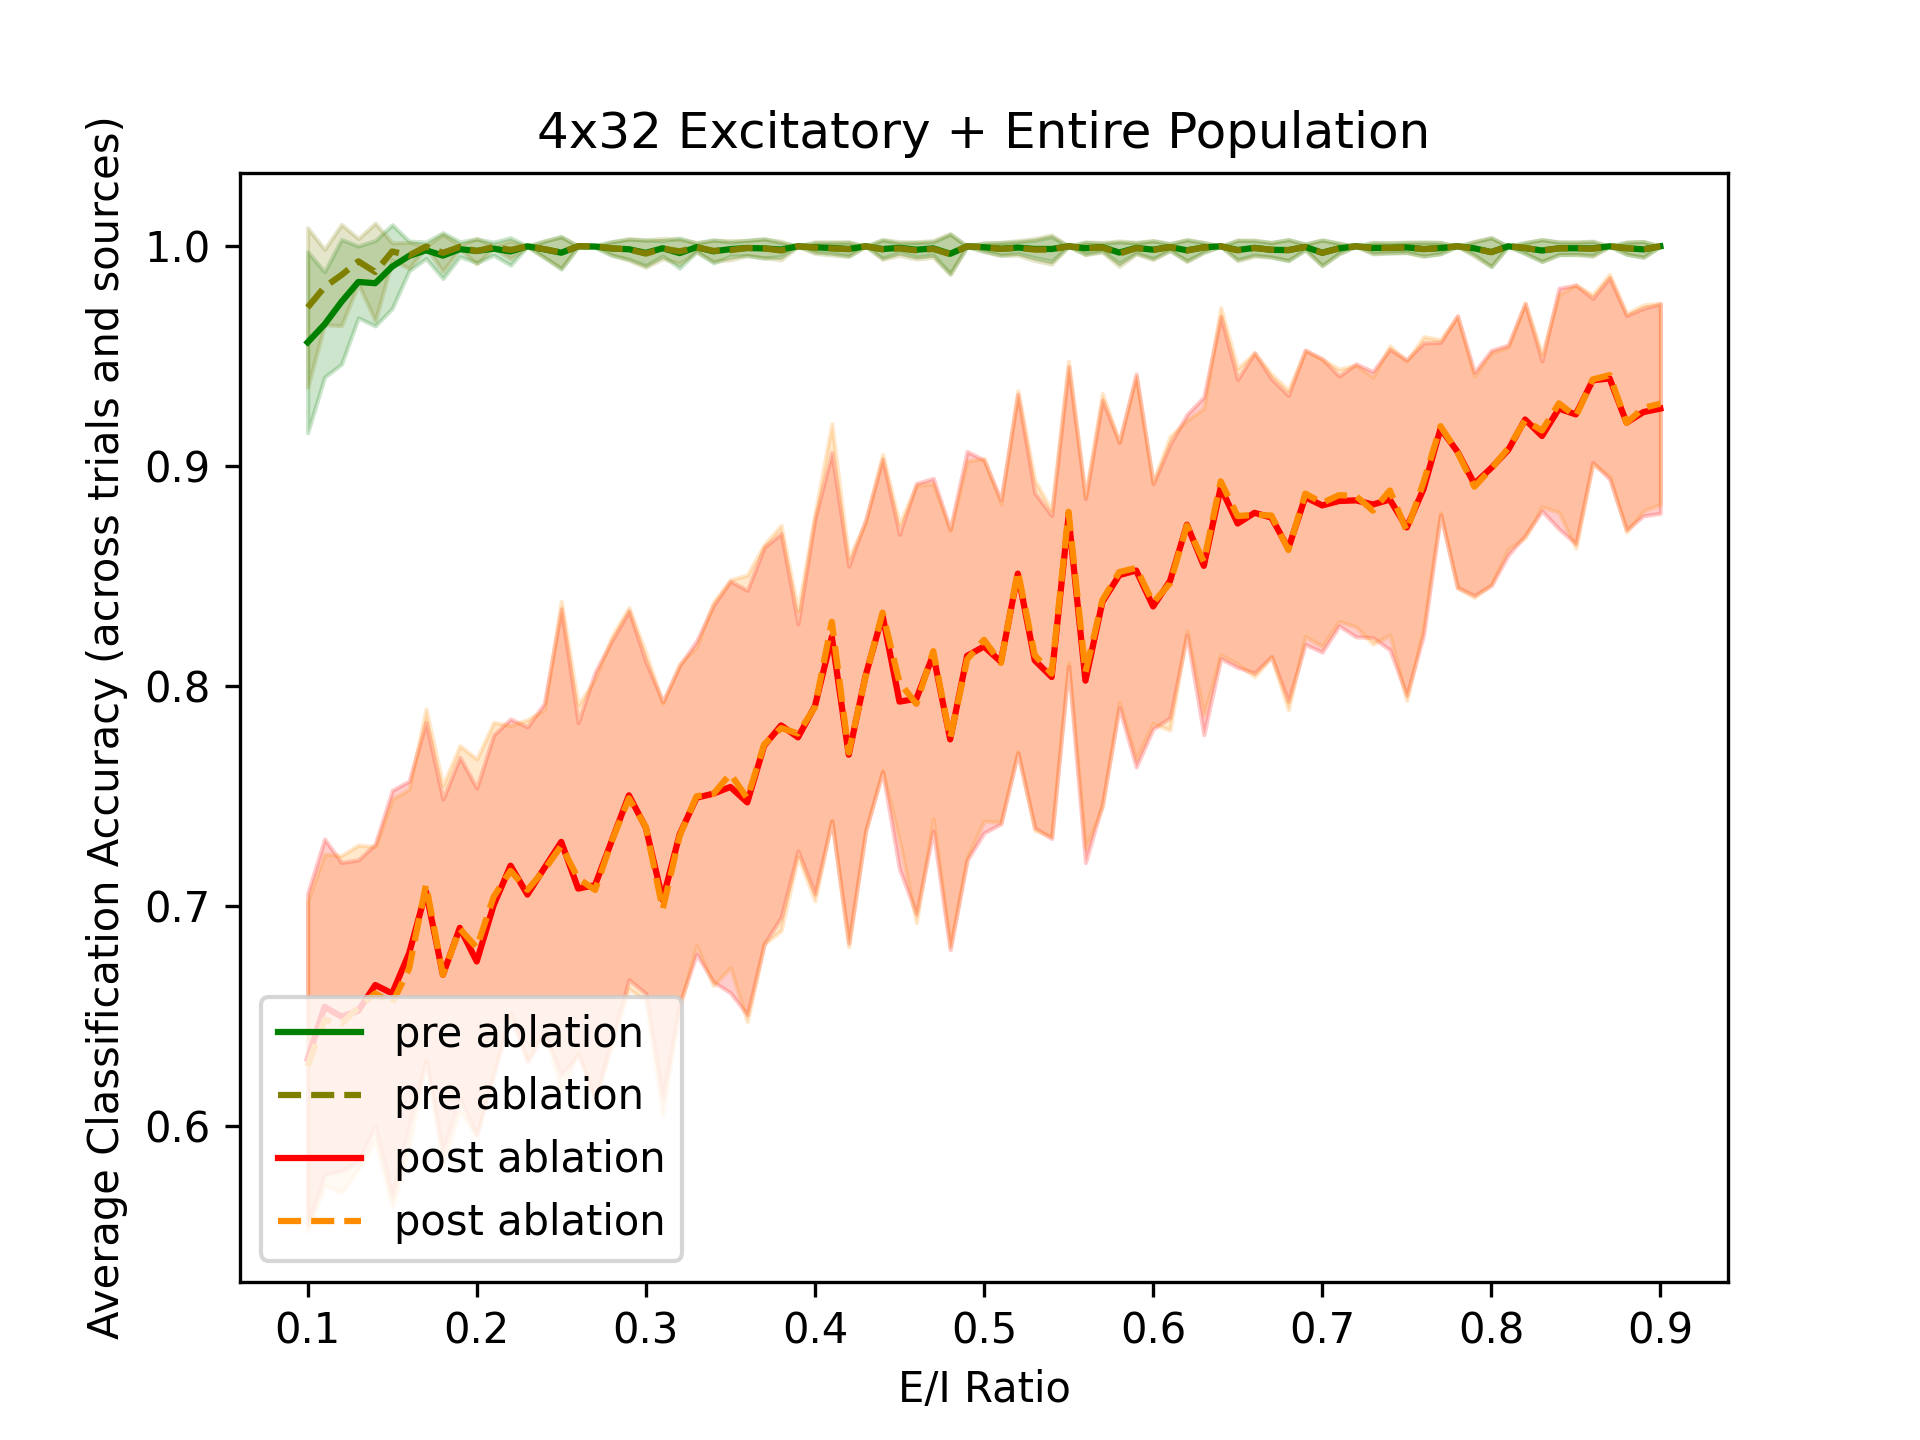 4x32 Excitatory + Entire Population
Average Classification Accuracy (across trials and sources)
1.0
0.9
0.8
0.7
0.6
pre ablation
pre ablation
post ablation
post ablation
0.1 0.2 0.3 0.4 0.5 0.6 0.7 0.8 0.9
E/I Ratio